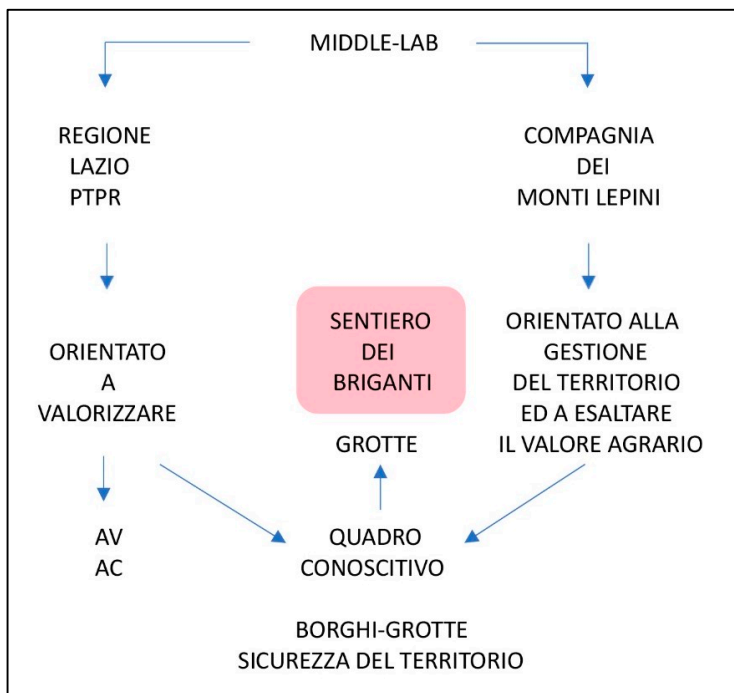 MIDDLE-LAB
REGIONE
LAZIO
PTPR
COMPAGNIA
DEI
MONTI LEPINI
ORIENTATO
A
VALORIZZARE
SENTIERO
DEI
BRIGANTI
GROTTE
ORIENTATO ALLA
GESTIONE
DEL TERRITORIO
ED A ESALTARE
IL VALORE AGRARIO
AV
AC
QUADRO
CONOSCITIVO
BORGHI-GROTTE
SICUREZZA DEL TERRITORIO